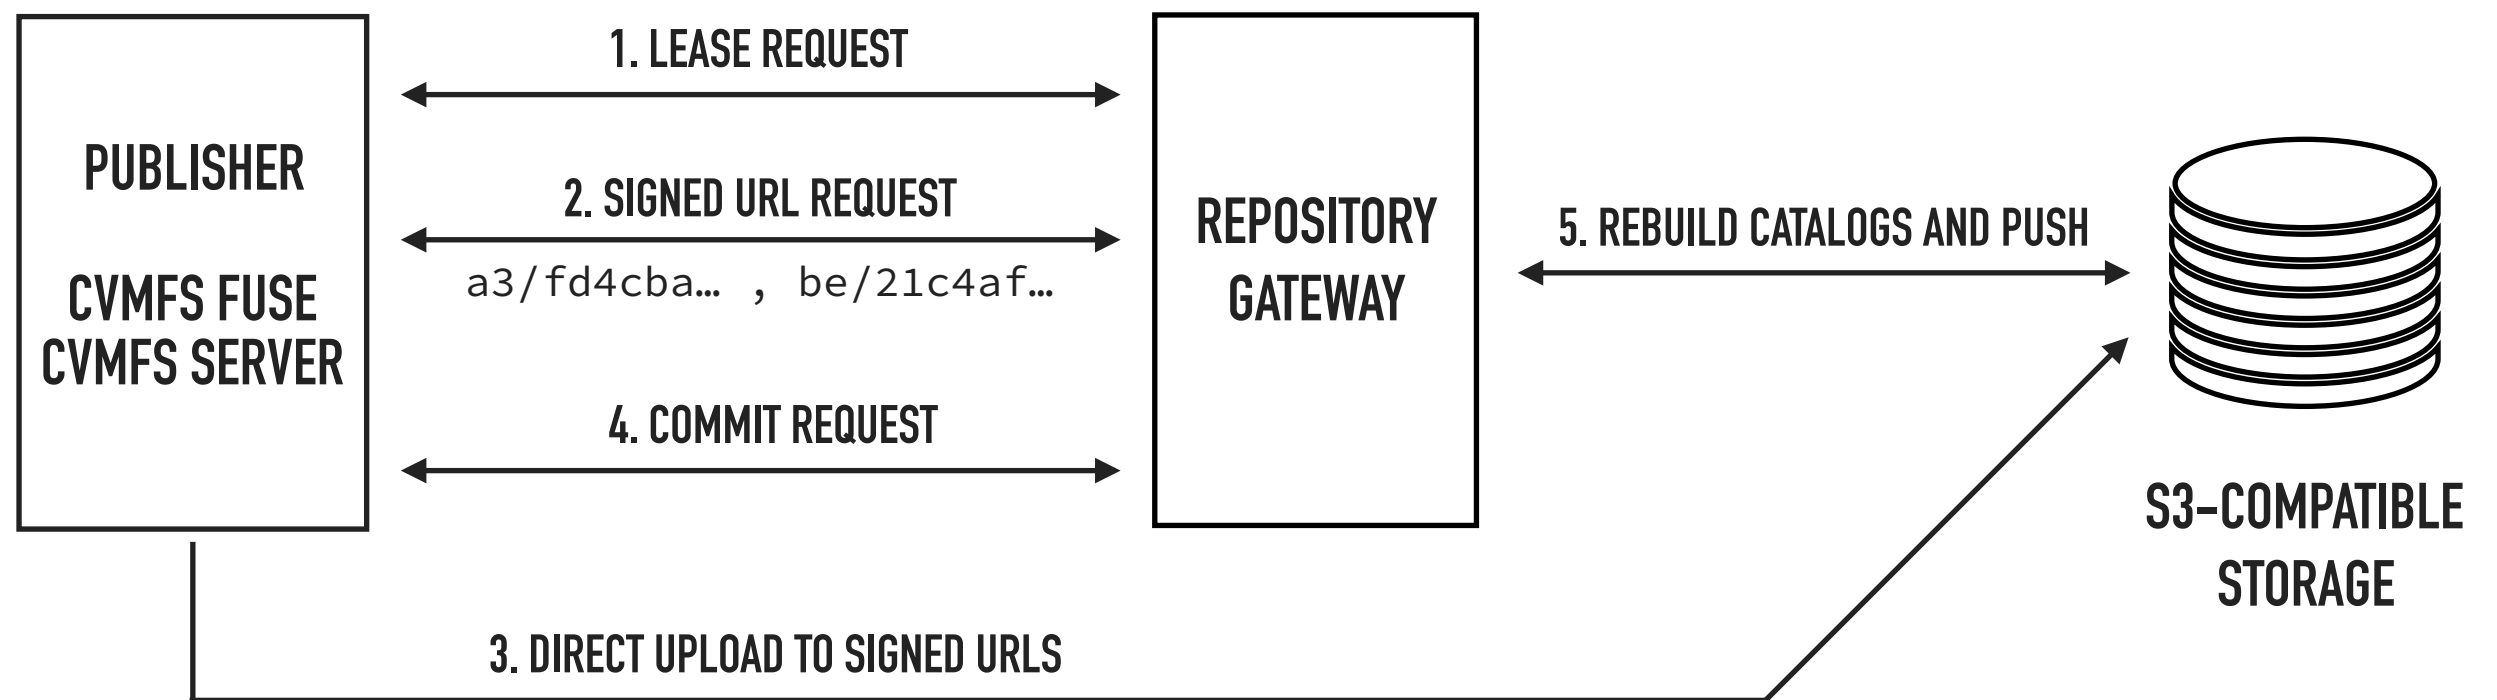 PUBLISHER
CVMFS FUSE
CVMFS SERVER
1. LEASE REQUEST
2. SIGNED URL REQUEST
a3/fd4cba… , be/21c4af…
4. COMMIT REQUEST
3. DIRECT UPLOAD TO SIGNED URLS
REPOSITORY
GATEWAY
5. REBUILD CATALOG AND PUSH
S3-COMPATIBLE
STORAGE